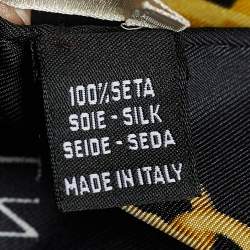 100%SETA
SOIE - SILK
SEIDE - SEDA
MADE IN ITALY